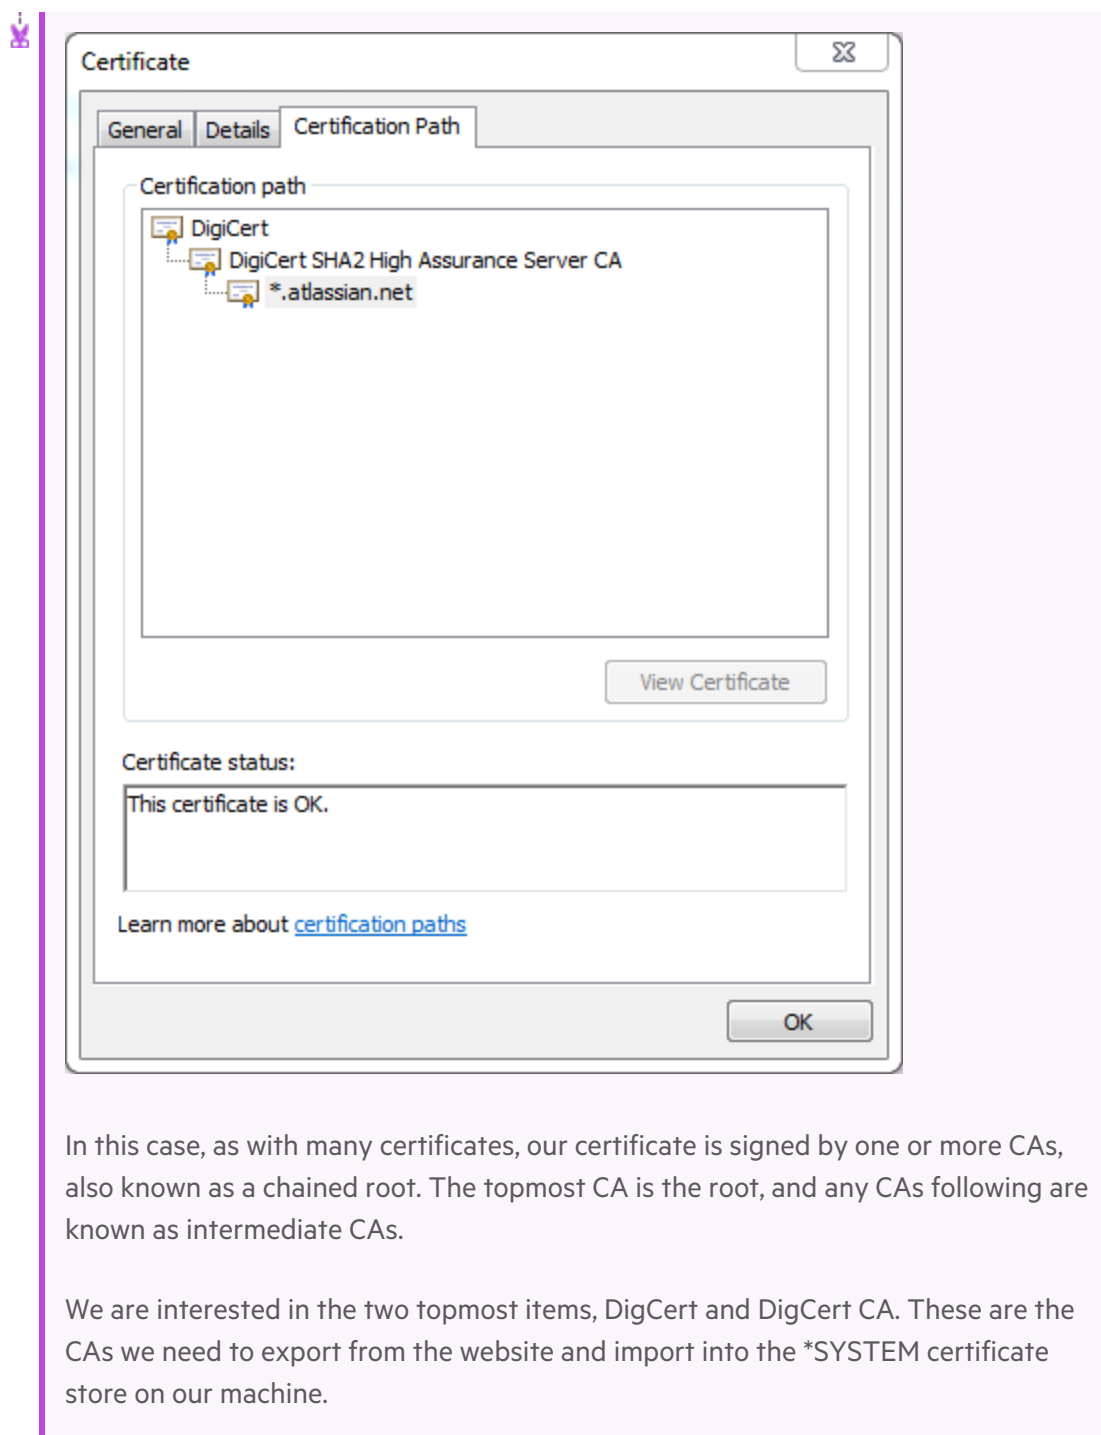 Certificate
General Details Certification Path
Certification path
DigiCert
DigiCert SHA2 High Assurance Server CA
*.atlassian.net
View Certificate
Certificate status:
This certificate is OK.
Learn more about certification paths
OK
In this case, as with many certificates, our certificate is signed by one or more CAs,
also known as a chained root. The topmost CA is the root, and any CAs following are
known as intermediate CAs.
We are interested in the two topmost items, DigCert and DigCert CA. These are the
CAs we need to export from the website and import into the *SYSTEM certificate
store on our machine.